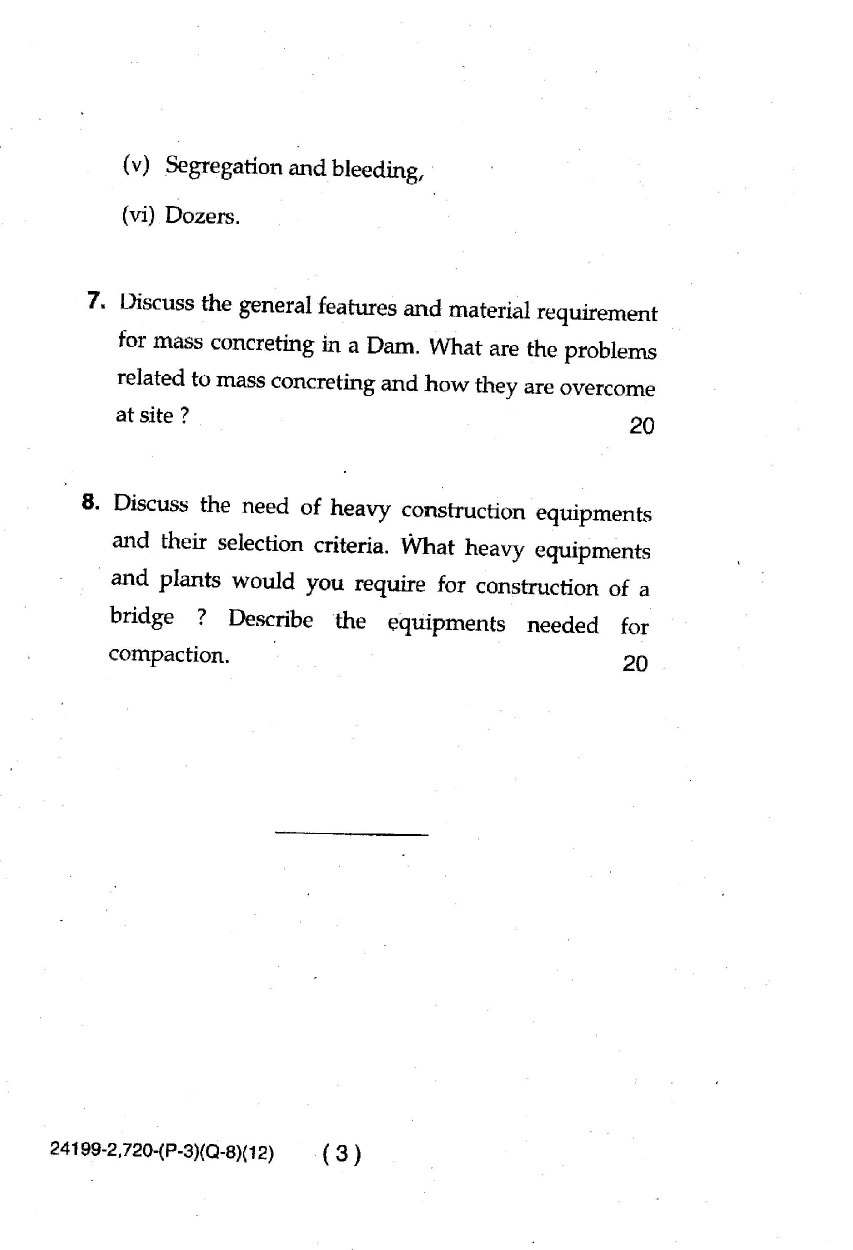 (v) Segregation and bleeding,
(vi) Dozers.
7. Discuss the general features and material requirement
for mass concreting in a Dam. What are the problems
related to mass concreting and how they are overcome
at site ? 20
8. Discuss the need of heavy construction equipments
and their selection criteria. What heavy equipments
and plants would you require for construction of a
bridge ? Describe the equipments needed for
compaction. 20
24199-2,720-(P-3)(Q-8)(12) (3)